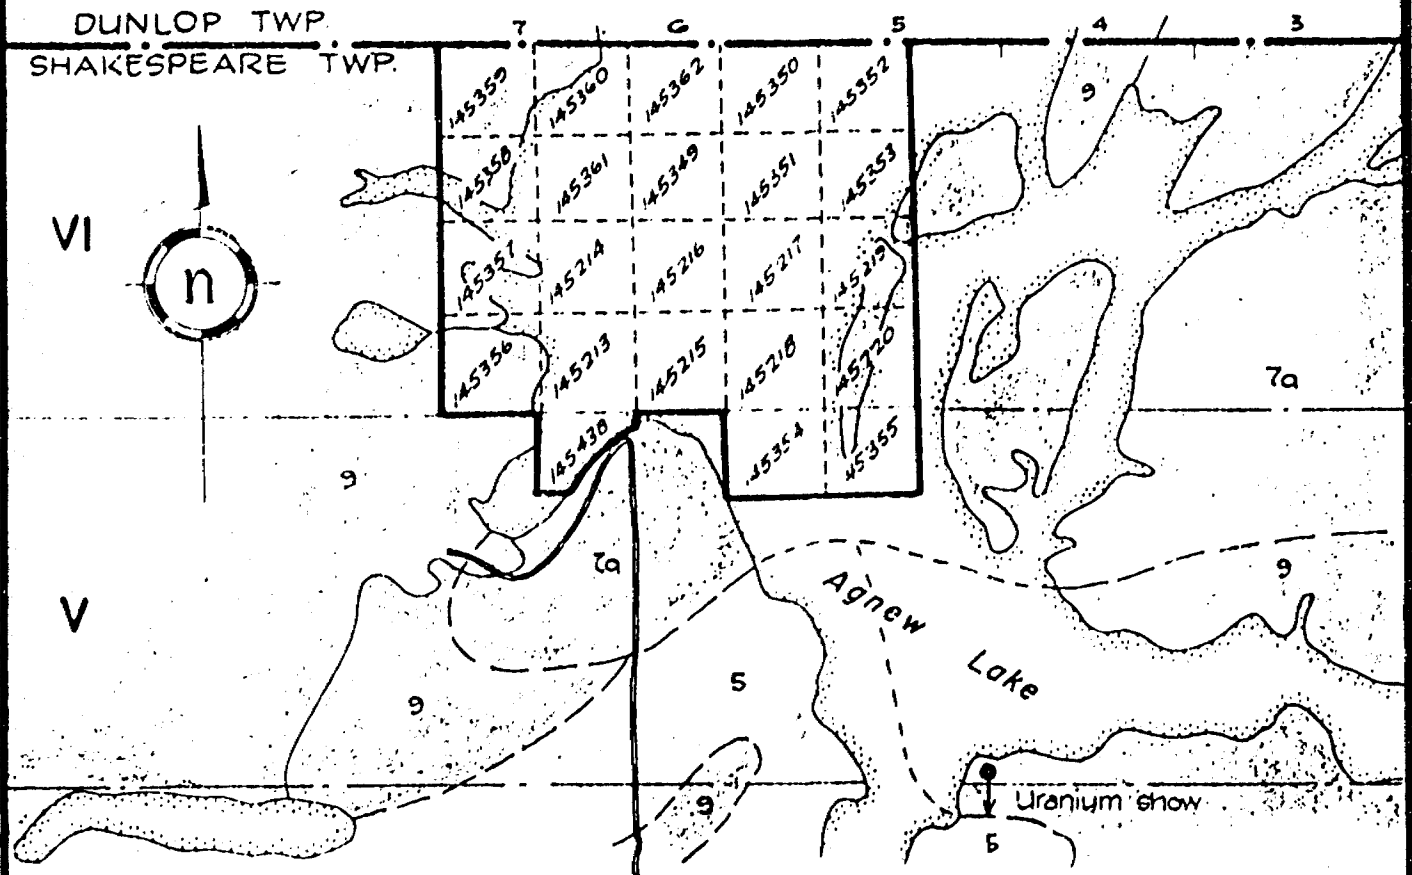 DUNLOP TWP.
SHAKESPEARE TWP.
7 6 5 4 3
145359 145360 145362 145350 145352
9
145358 145361 145349 145351 145353
VI
n
145357 145214 145216 145217 145219
145356 145213 145215 145218 145220
7a
145438 145354 45355
9
7a
9
V
Agnew
Lake
5
9
9
Uranium show
5